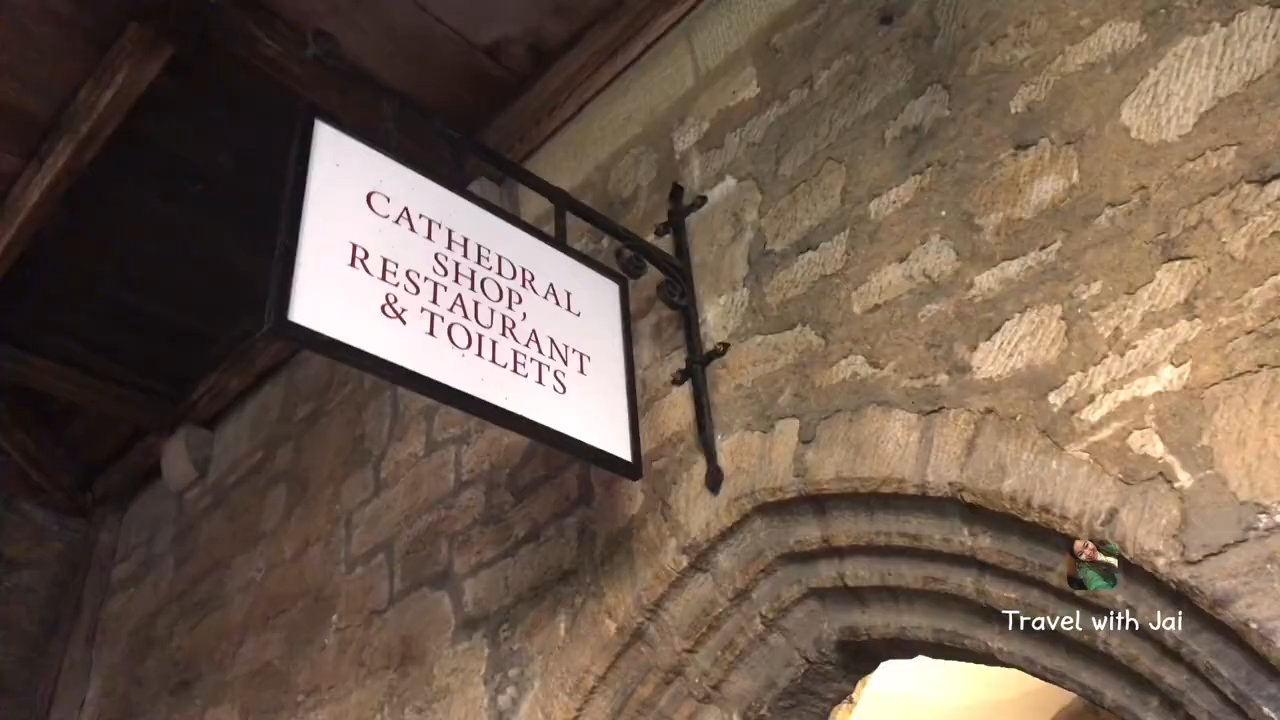 CATHEDRAL
SHOP,
RESTAURANT
& TOILETS
Travel with Jai